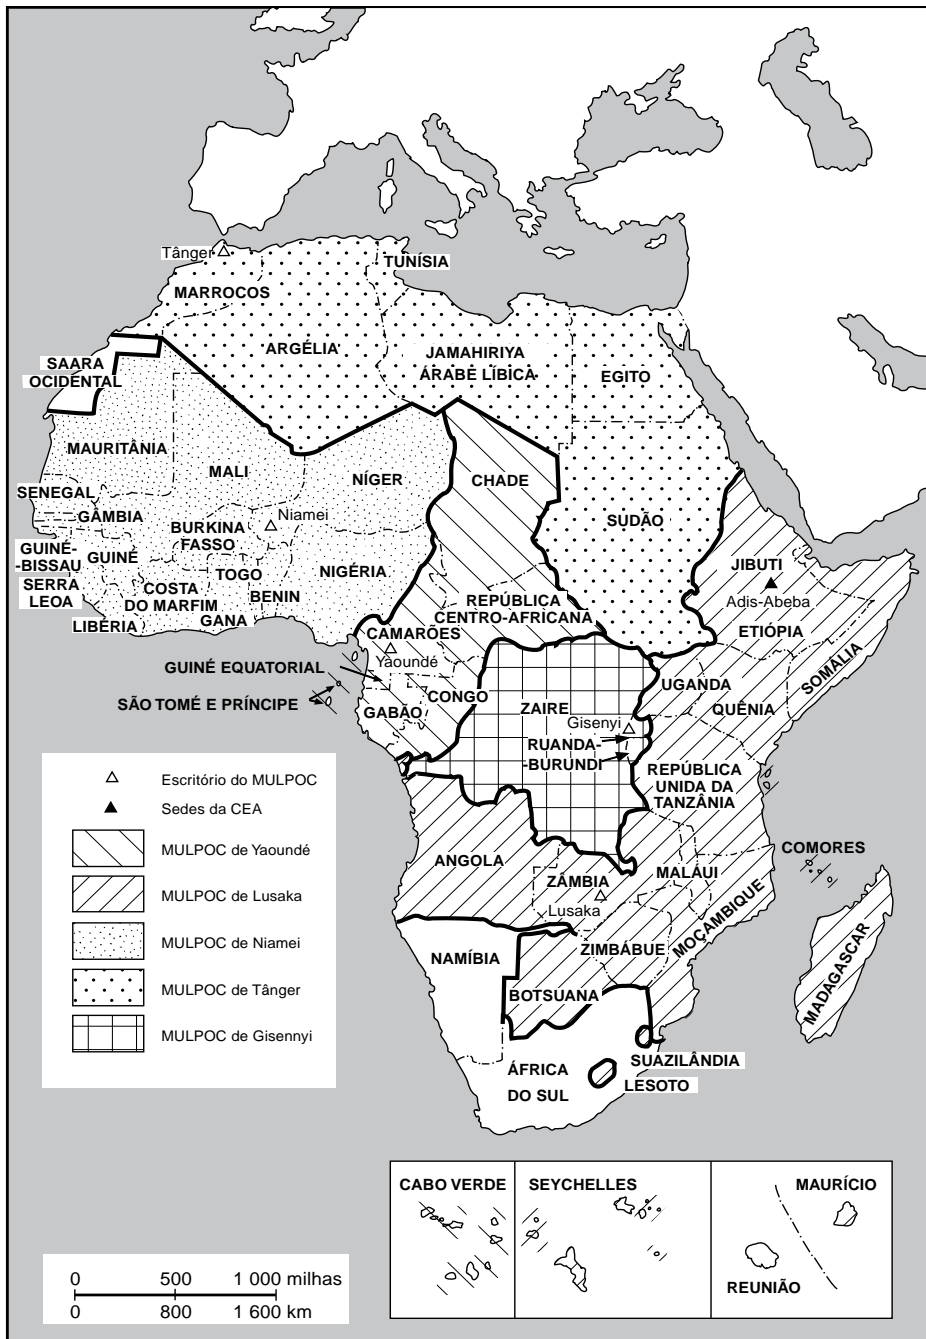 Tânger
TUNÍSIA
MARROCOS
ARGÉLIA
JAMAHIRIYA
ÁRABE LÍBICA
EGITO
SAARA
OCIDENTAL
MAURITÂNIA
MALI
NÍGER
CHADE
SENEGAL
GÂMBIA
Niamei
BURKINA
FASSO
SUDÃO
GUINÉ-
-BISSAU
GUINÉ
NIGÉRIA
JIBUTI
SERRA
LEOA
COSTA
DO MARFIM
TOGO
BENIN
Adis-Abeba
LIBÉRIA
GANA
REPÚBLICA
CENTRO-AFRICANA
ETIÓPIA
CAMARÕES
Yaoundé
SOMÁLIA
GUINÉ EQUATORIAL
UGANDA
SÃO TOMÉ E PRÍNCIPE
CONGO
GABÃO
ZAIRE
QUÊNIA
Gisenyi
RUANDA-
-BURUNDI
REPÚBLICA
UNIDA DA
TANZÂNIA
Escritório do MULPOC
Sedes da CEA
MULPOC de Yaoundé
MULPOC de Lusaka
MULPOC de Niamei
MULPOC de Tânger
MULPOC de Gisennyi
COMORES
ANGOLA
ZÂMBIA
MALAUI
Lusaka
MOÇAMBIQUE
NAMÍBIA
ZIMBÁBUE
MADAGASCAR
BOTSUANA
SUAZILÂNDIA
LESOTO
ÁFRICA
DO SUL
CABO VERDE
SEYCHELLES
MAURÍCIO
REUNIÃO
0 500 1 000 milhas
0 800 1 600 km